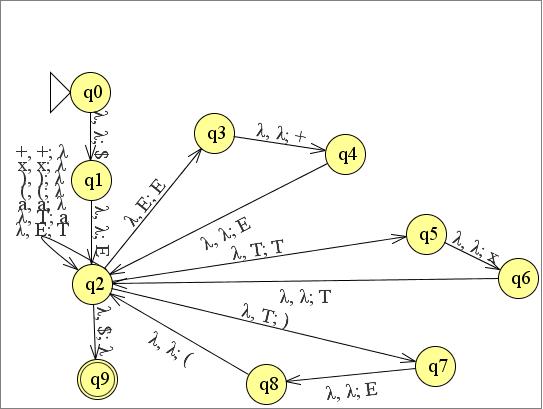 q0
λ, λ; $
q3
λ, λ; +
q4
+, +; λ
x, x; λ
), ); λ
(, (; λ
a, a; λ
λ, T; a
λ, E; T
q1
λ, λ; E
λ, E; E
λ, λ; E
λ, T; T
q5
λ, λ; x
q6
q2
λ, λ; T
λ, T; )
λ, $; λ
λ, λ; (
q7
q9
q8
λ, λ; E